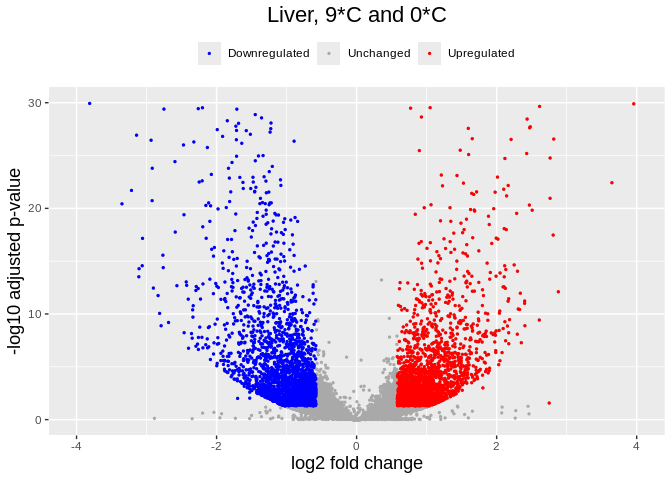 Liver, 9*C and 0*C
Downregulated Unchanged Upregulated
30
20
10
0
-log10 adjusted p-value
-4 -2 0 2 4
log2 fold change